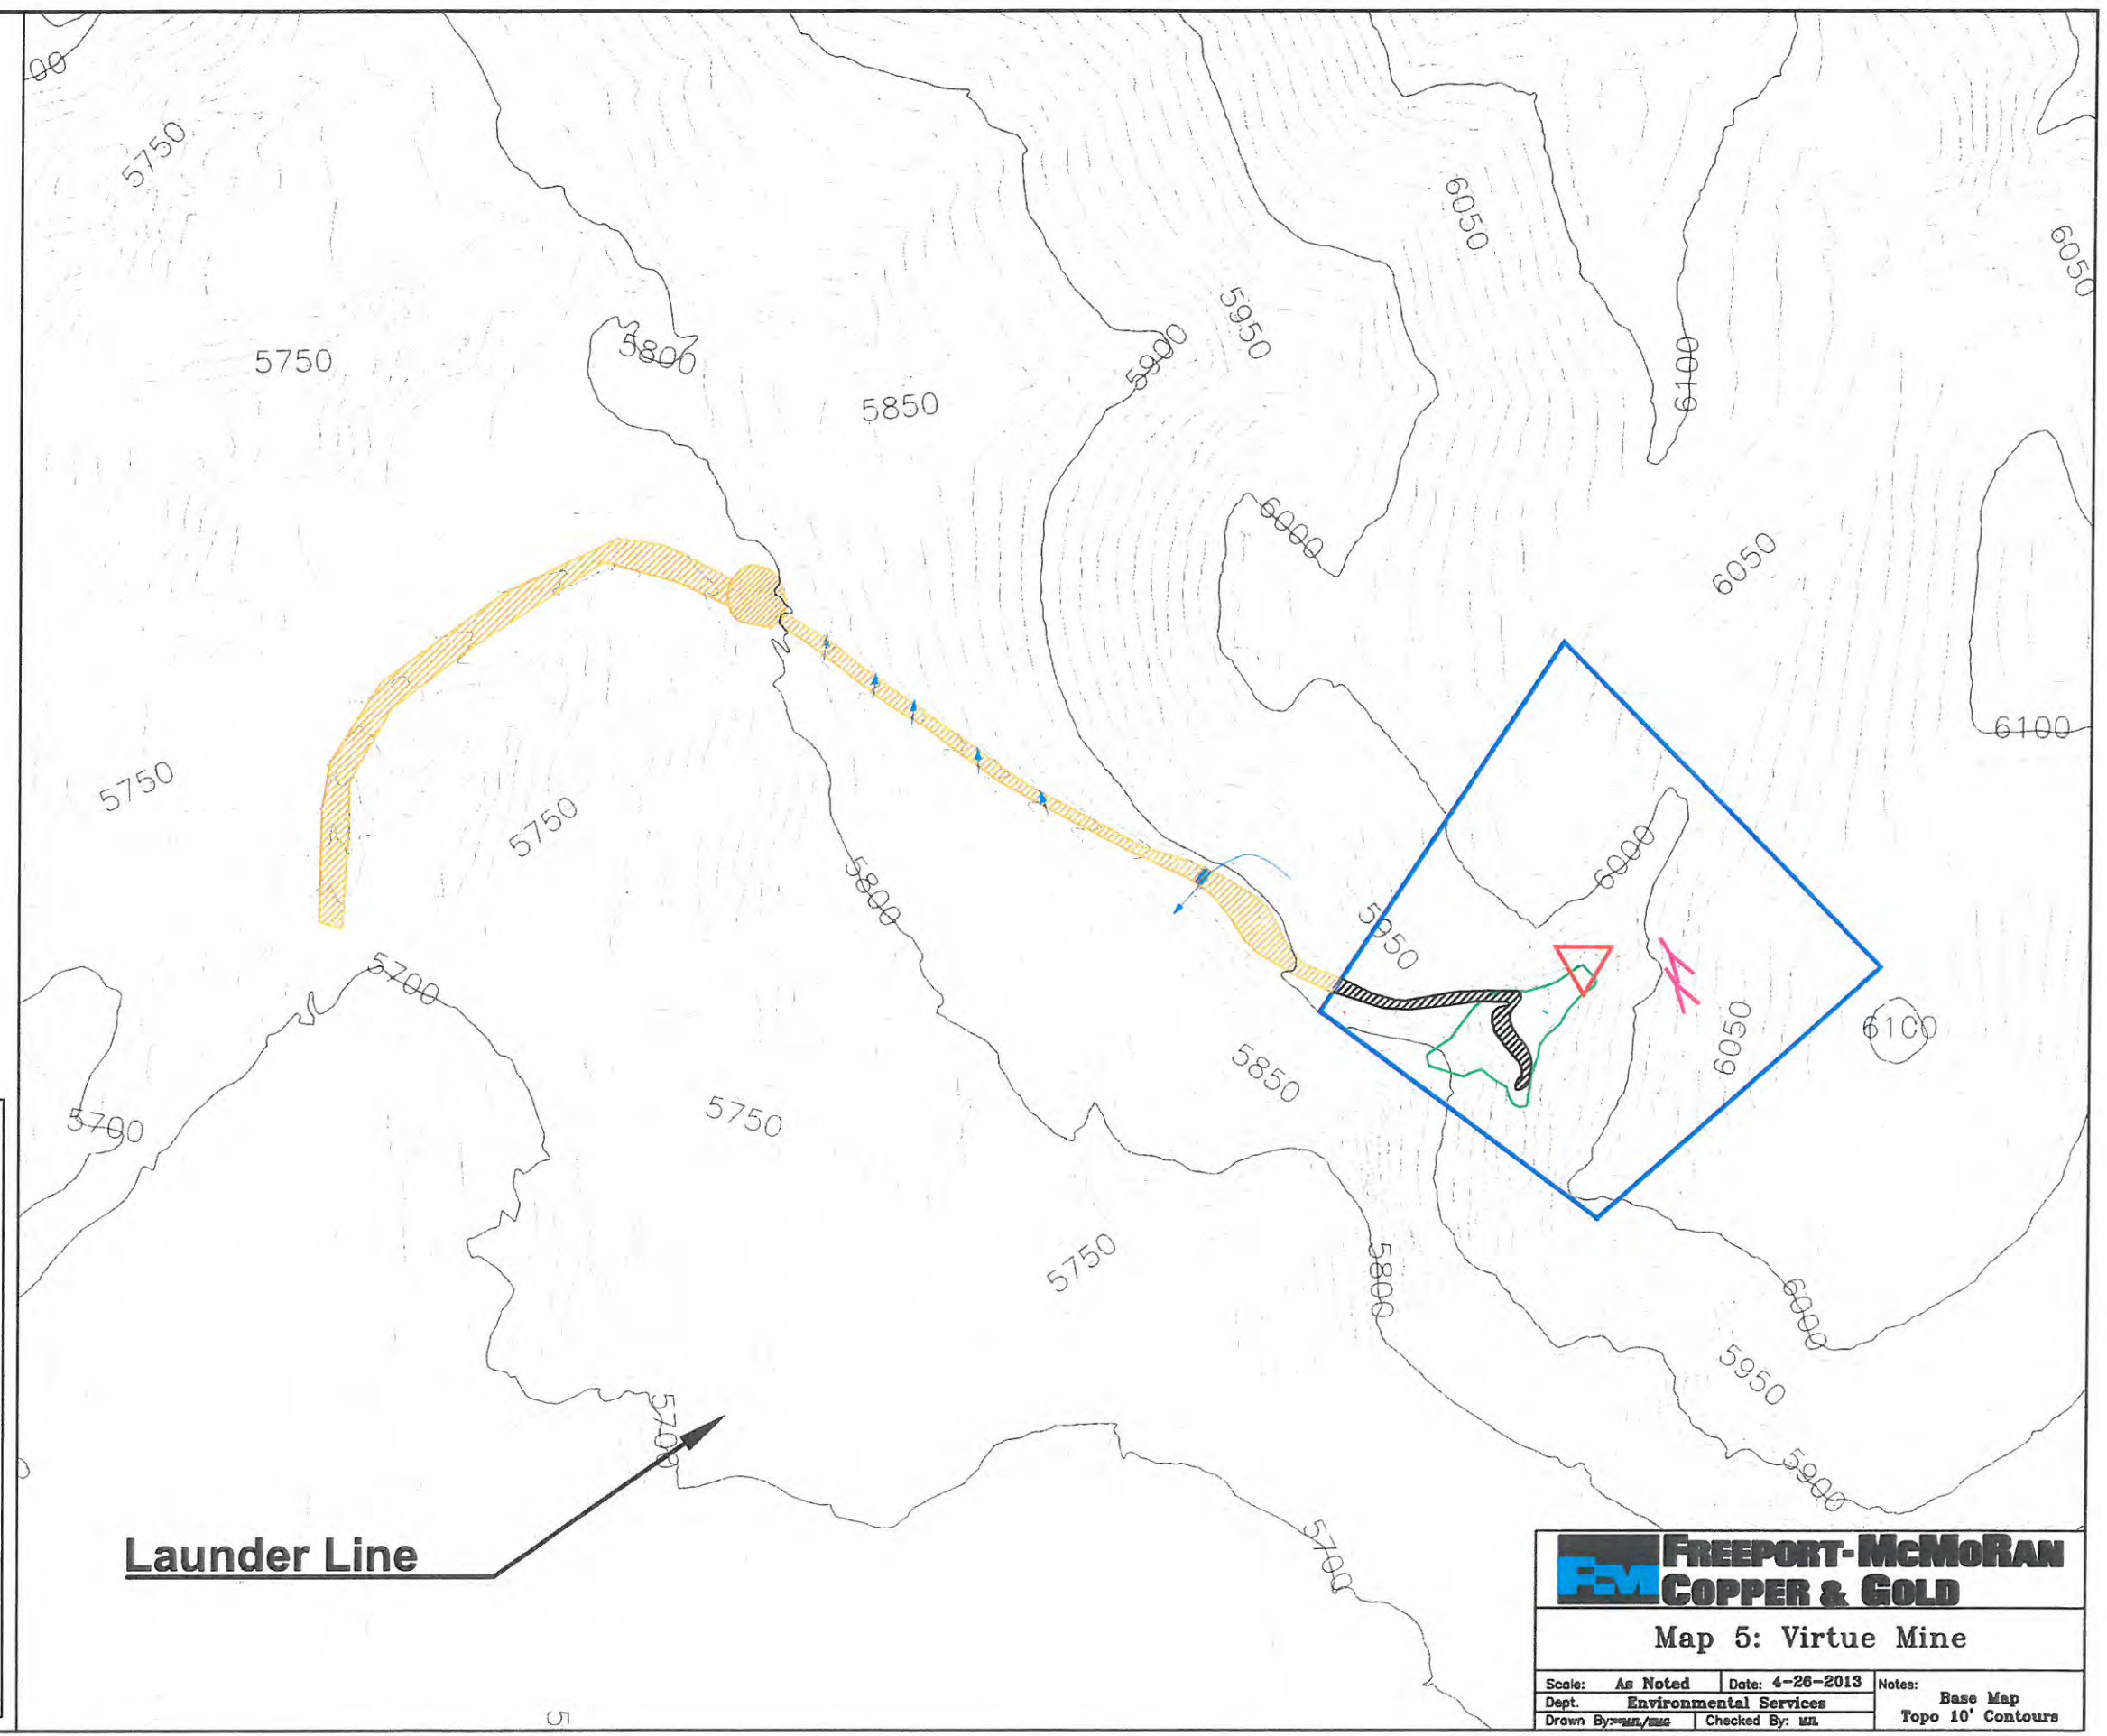 00
5750
6050
6050
5950
5750
5800
5900
6100
5850
6000
6050
6100
5750
5750
6000
5800
5950
5700
6050
6100
5850
5700
5750
5750
5800
6000
5950
5700
5900
5700
Launder Line
5
FREEPORT-MCMORAN
COPPER & GOLD
Map 5: Virtue Mine
Scale: As Noted
Date: 4-26-2013
Notes:
Dept. Environmental Services
Base Map
Topo 10' Contours
Drawn By:
Checked By: MJL